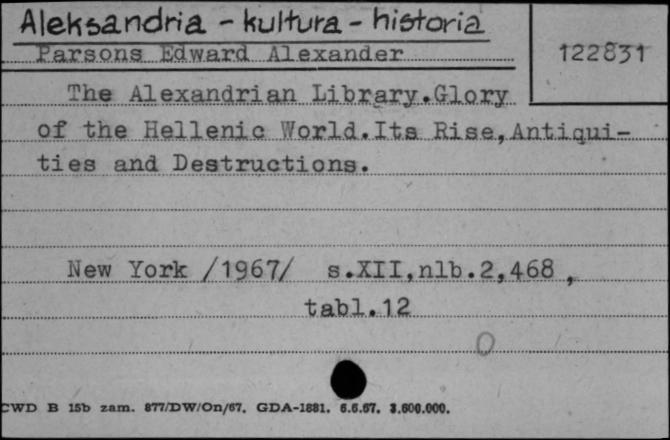 Aleksandria - kultura - historia
Parsons Edward Alexander
122831
The Alexandrian Library.Glory
of the Hellenic World.Its Rise,Antiqui-
ties and Destructions.
New York /1967/ s.XII,nlb.2,468,
tabl.12
0
CWD B 15b zam. 877/DW/On/67. GDA-1881. 6.6.67. 3.600.000.